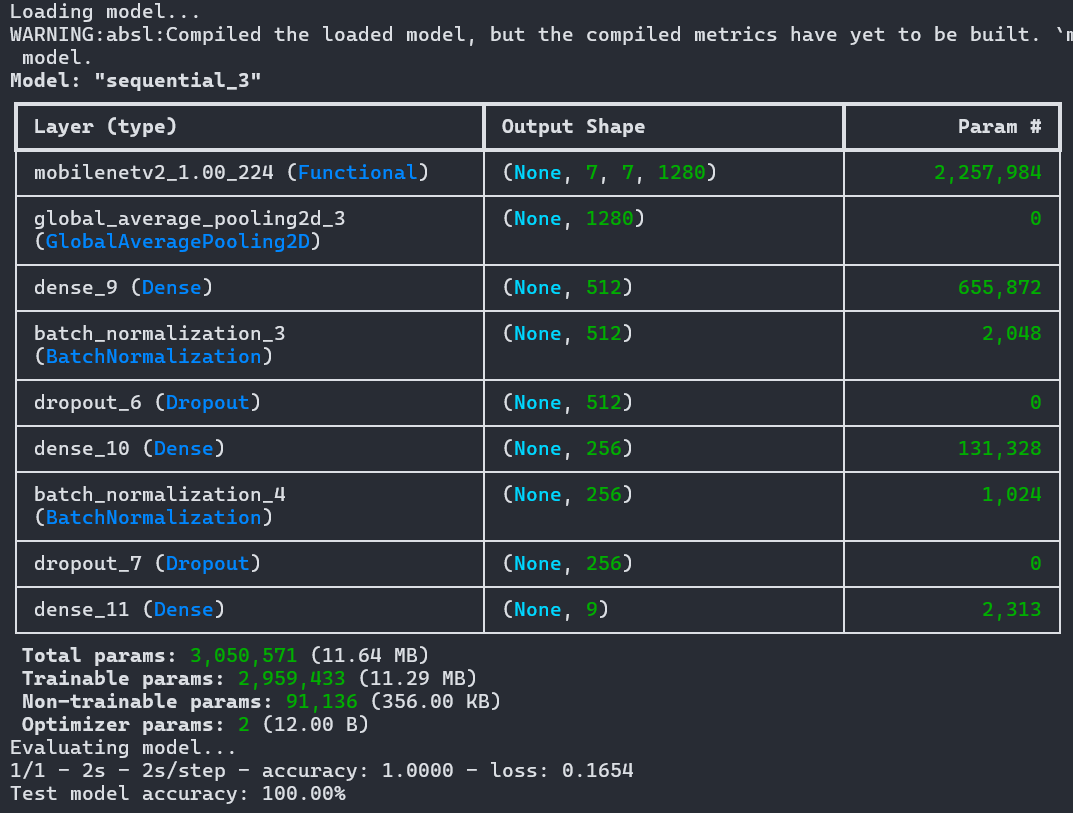 Loading model...
WARNING:absl:Compiled the loaded model, but the compiled metrics have yet to be built. `m
model.
Model: "sequential_3"
Layer (type) Output Shape Param #
mobilenetv2_1.00_224 (Functional) (None, 7, 7, 1280) 2,257,984
global_average_pooling2d_3 (None, 1280) 0
(GlobalAveragePooling2D)
dense_9 (Dense) (None, 512) 655,872
batch_normalization_3 (None, 512) 2,048
(BatchNormalization)
dropout_6 (Dropout) (None, 512) 0
dense_10 (Dense) (None, 256) 131,328
batch_normalization_4 (None, 256) 1,024
(BatchNormalization)
dropout_7 (Dropout) (None, 256) 0
dense_11 (Dense) (None, 9) 2,313
Total params: 3,050,571 (11.64 MB)
Trainable params: 2,959,433 (11.29 MB)
Non-trainable params: 91,136 (356.00 KB)
Optimizer params: 2 (12.00 B)
Evaluating model...
1/1 - 2s - 2s/step - accuracy: 1.0000 - loss: 0.1654
Test model accuracy: 100.00%